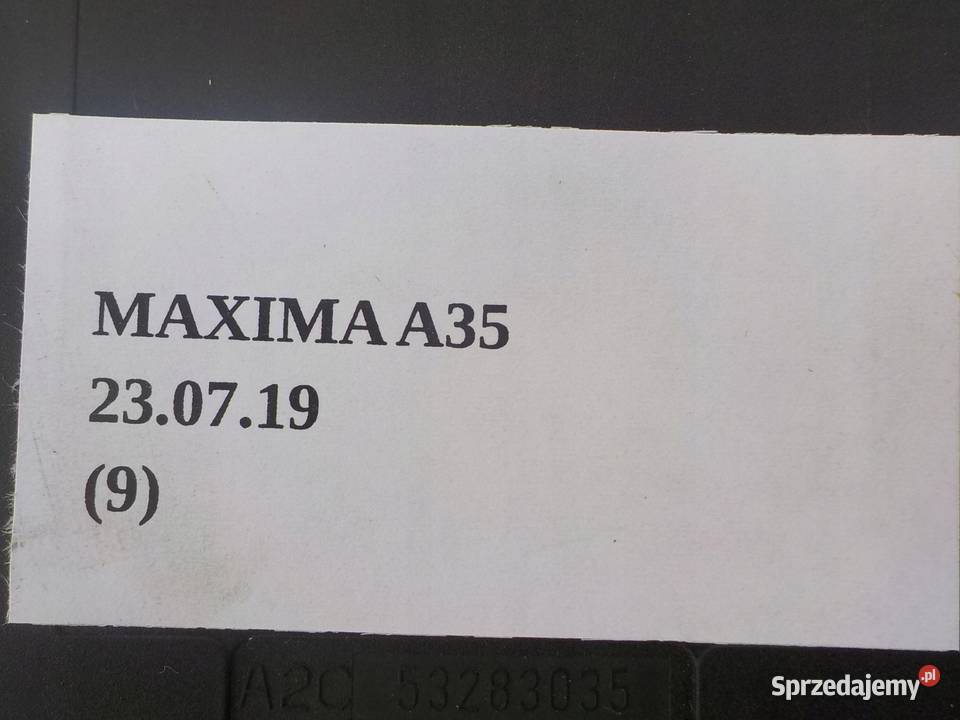 MAXIMA A35
23.07.19
(9)
A2C 53283035
Sprzedajemy.pl